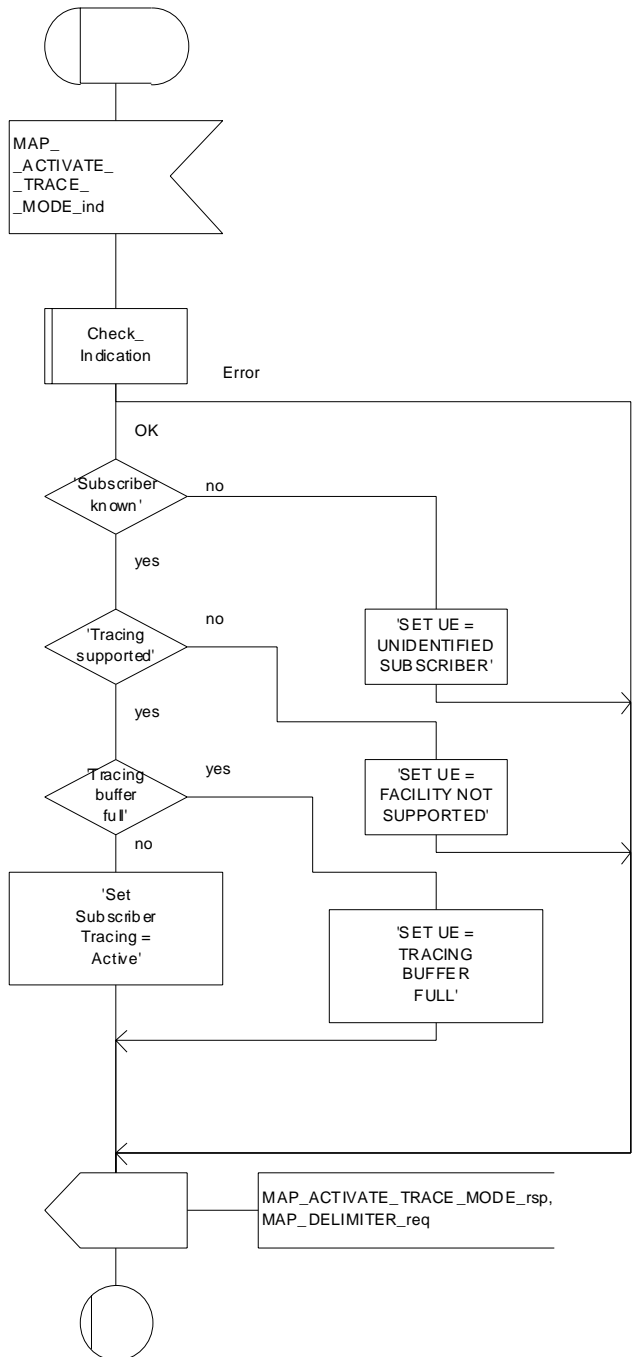 MAP_
_ACTIVATE_
_TRACE_
_MODE_ind
Check_
Indication
Error
OK
'Subscriber
known'
no
yes
'Tracing
supported'
no
'SET UE =
UNIDENTIFIED
SUBSCRIBER'
yes
'Tracing
buffer
full'
yes
'SET UE =
FACILITY NOT
SUPPORTED'
no
'Set
Subscriber
Tracing =
Active'
'SET UE =
TRACING
BUFFER
FULL'
MAP_ACTIVATE_TRACE_MODE_rsp,
MAP_DELIMITER_req